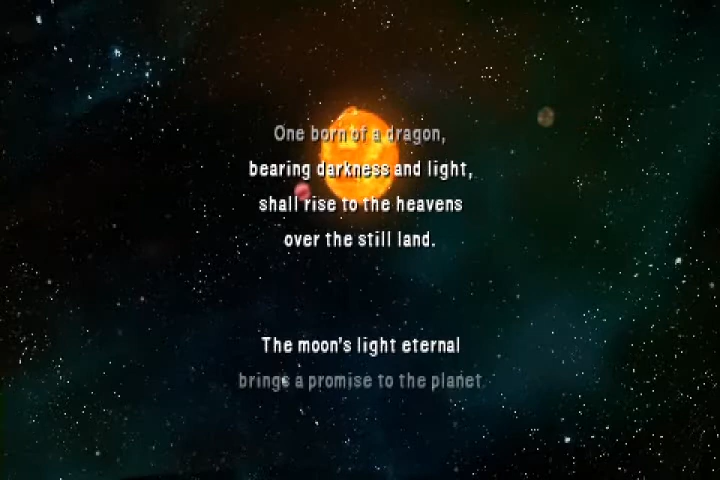 One born of a dragon,
bearing darkness and light,
shall rise to the heavens
over the still land.
The moon's light eternal
brings a promise to the planet